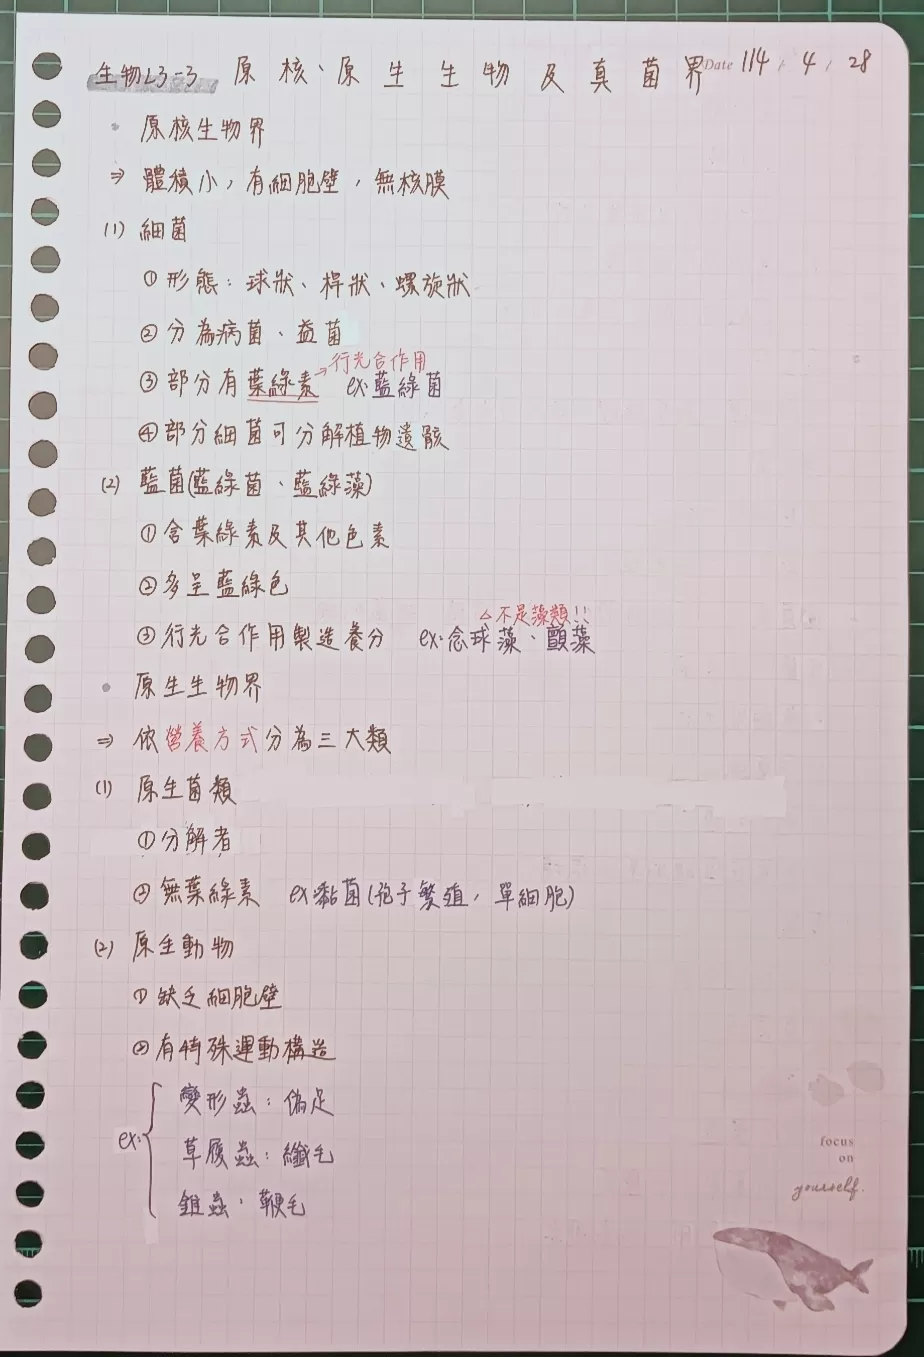 生物L3-3 原核、原生生物及真菌界 Date 114 / 4 / 28
• 原核生物界
⇒ 體積小，有細胞壁，無核膜
(1) 細菌
① 形態：球狀、桿狀、螺旋狀
② 分為病菌、益菌
→行光合作用
③ 部分有葉綠素 ex:藍綠菌
④ 部分細菌可分解植物遺骸
(2) 藍菌(藍綠菌、藍綠藻)
① 含葉綠素及其他色素
② 多呈藍綠色
△不是藻類!!
③ 行光合作用製造養分 ex:念球藻、顫藻
• 原生生物界
⇒ 依營養方式分為三大類
(1) 原生菌類
① 分解者
② 無葉綠素 ex:黏菌(孢子繁殖，單細胞)
(2) 原生動物
① 缺乏細胞壁
② 有特殊運動構造
ex: 變形蟲：偽足
草履蟲：纖毛
錐蟲：鞭毛
focus
on
yourself.